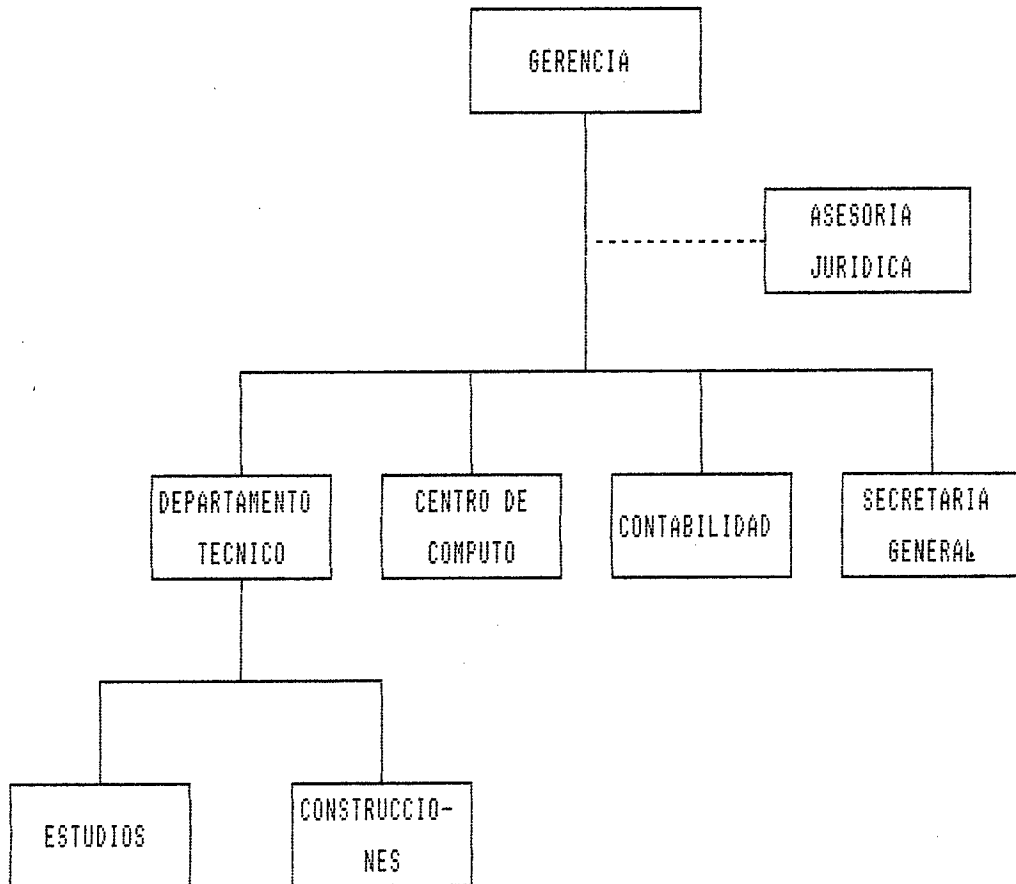 GERENCIA
ASESORIA
JURIDICA
DEPARTAMENTO
TECNICO
CENTRO DE
COMPUTO
CONTABILIDAD
SECRETARIA
GENERAL
ESTUDIOS
CONSTRUCCIO-
NES